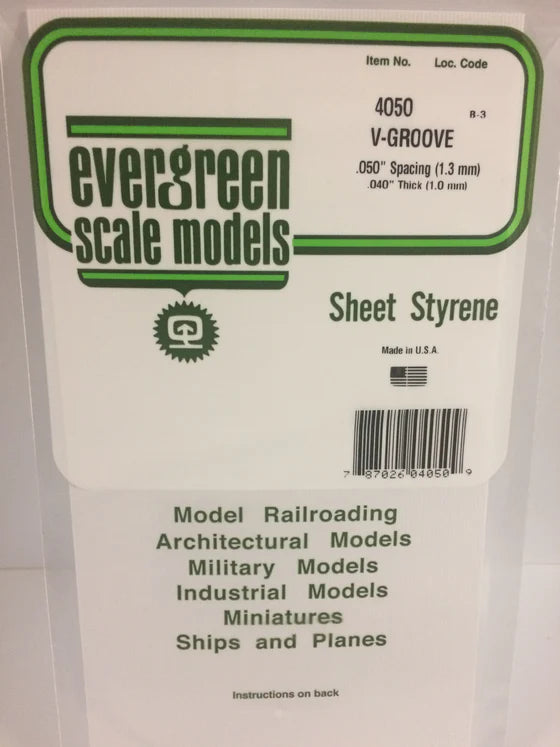 Item No. Loc. Code
4050 B-3
V-GROOVE
.050" Spacing (1.3 mm)
.040" Thick (1.0 mm)
evergreen
scale models
Sheet Styrene
Made in U.S.A.
7 87026 04050 9
Model Railroading
Architectural Models
Military Models
Industrial Models
Miniatures
Ships and Planes
Instructions on back